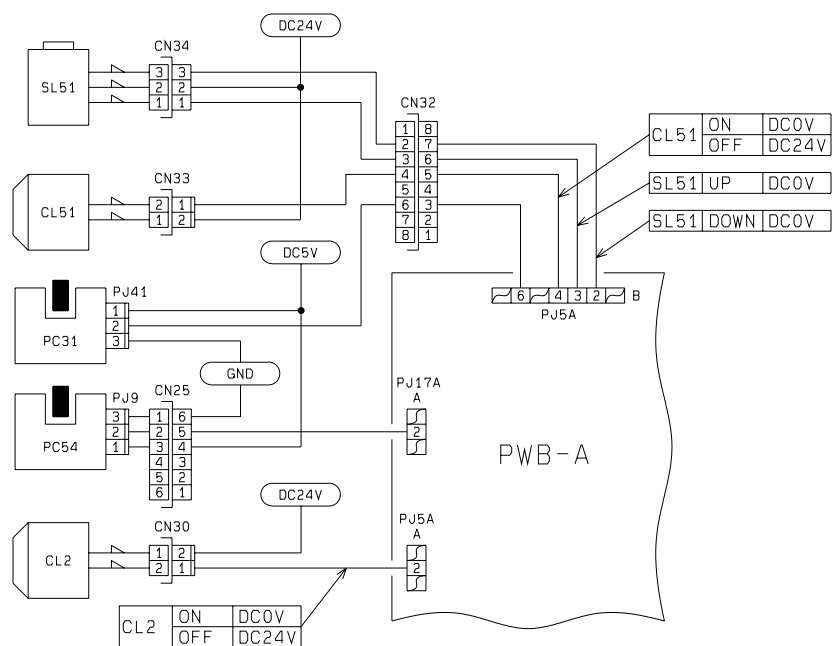 DC24V
CN34
SL51
3 3
2 2
1 1
CN32
1 8
2 7
3 6
4 5
5 4
6 3
7 2
8 1
CL51 ON DC0V
OFF DC24V
SL51 UP DC0V
SL51 DOWN DC0V
CN33
CL51
2 1
1 2
DC5V
PJ41
PC31
1
2
3
6 4 3 2 B
PJ5A
GND
PJ9
CN25
PC54
3 1 6
2 2 5
1 3 4
4 3
5 2
6 1
PJ17A
A
2
PWB-A
DC24V
CN30
CL2
1 2
2 1
PJ5A
A
2
CL2 ON DC0V
OFF DC24V